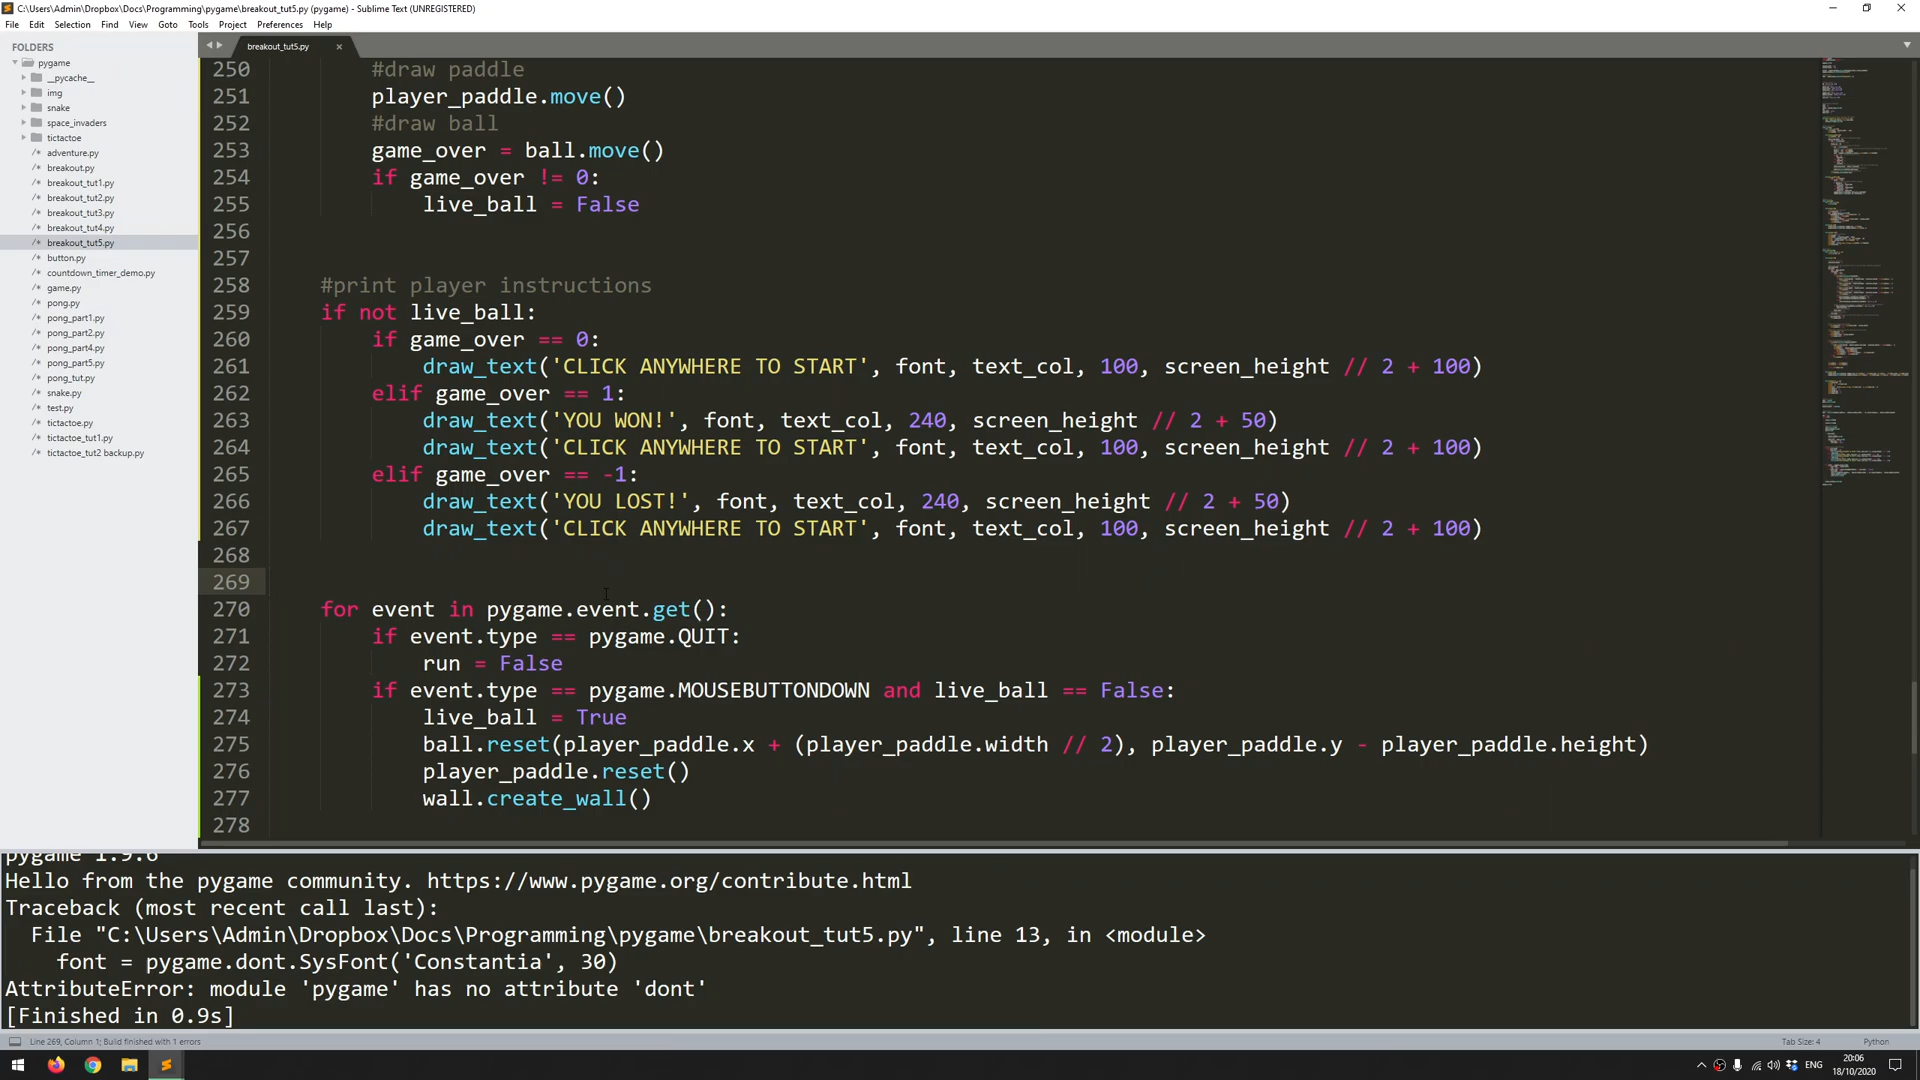 C:\Users\Admin\Dropbox\Docs\Programming\pygame\breakout_tut5.py (pygame) - Sublime Text (UNREGISTERED)
File Edit Selection Find View Goto Tools Project Preferences Help
FOLDERS
pygame
__pycache__
img
snake
space_invaders
tictactoe
/* adventure.py
/* breakout.py
/* breakout_tut1.py
/* breakout_tut2.py
/* breakout_tut3.py
/* breakout_tut4.py
/* breakout_tut5.py
/* button.py
/* countdown_timer_demo.py
/* game.py
/* pong.py
/* pong_part1.py
/* pong_part2.py
/* pong_part4.py
/* pong_part5.py
/* pong_tut.py
/* snake.py
/* test.py
/* tictactoe.py
/* tictactoe_tut1.py
/* tictactoe_tut2 backup.py
breakout_tut5.py ×
250 #draw paddle
251 player_paddle.move()
252 #draw ball
253 game_over = ball.move()
254 if game_over != 0:
255 live_ball = False
256
257
258 #print player instructions
259 if not live_ball:
260 if game_over == 0:
261 draw_text('CLICK ANYWHERE TO START', font, text_col, 100, screen_height // 2 + 100)
262 elif game_over == 1:
263 draw_text('YOU WON!', font, text_col, 240, screen_height // 2 + 50)
264 draw_text('CLICK ANYWHERE TO START', font, text_col, 100, screen_height // 2 + 100)
265 elif game_over == -1:
266 draw_text('YOU LOST!', font, text_col, 240, screen_height // 2 + 50)
267 draw_text('CLICK ANYWHERE TO START', font, text_col, 100, screen_height // 2 + 100)
268
269
270 for event in pygame.event.get():
271 if event.type == pygame.QUIT:
272 run = False
273 if event.type == pygame.MOUSEBUTTONDOWN and live_ball == False:
274 live_ball = True
275 ball.reset(player_paddle.x + (player_paddle.width // 2), player_paddle.y - player_paddle.height)
276 player_paddle.reset()
277 wall.create_wall()
278
pygame 1.9.6
Hello from the pygame community. https://www.pygame.org/contribute.html
Traceback (most recent call last):
File "C:\Users\Admin\Dropbox\Docs\Programming\pygame\breakout_tut5.py", line 13, in <module>
font = pygame.dont.SysFont('Constantia', 30)
AttributeError: module 'pygame' has no attribute 'dont'
[Finished in 0.9s]
Line 269, Column 1; Build finished with 1 errors
Tab Size: 4 Python
ENG
20:06
18/10/2020